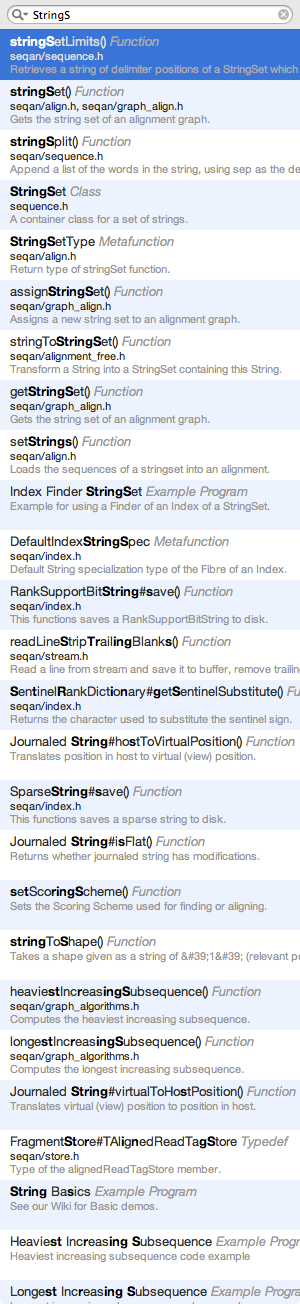 StringS
stringSetLimits() Function
seqan/sequence.h
Retrieves a string of delimiter positions of a StringSet which
stringSet() Function
seqan/align.h, seqan/graph_align.h
Gets the string set of an alignment graph.
stringSplit() Function
seqan/sequence.h
Append a list of the words in the string, using sep as the de
StringSet Class
sequence.h
A container class for a set of strings.
StringSetType Metafunction
seqan/align.h
Return type of stringSet function.
assignStringSet() Function
seqan/graph_align.h
Assigns a new string set to an alignment graph.
stringToStringSet() Function
seqan/alignment_free.h
Transform a String into a StringSet containing this String.
getStringSet() Function
seqan/graph_align.h
Gets the string set of an alignment graph.
setStrings() Function
seqan/align.h
Loads the sequences of a stringset into an alignment.
Index Finder StringSet Example Program
Example for using a Finder of an Index of a StringSet.
DefaultIndexStringSpec Metafunction
seqan/index.h
Default String specialization type of the Fibre of an Index.
RankSupportBitString#save() Function
seqan/index.h
This functions saves a RankSupportBitString to disk.
readLineStripTrailingBlanks() Function
seqan/stream.h
Read a line from stream and save it to buffer, remove trailin
SentinelRankDictionary#getSentinelSubstitute() Fu
seqan/index.h
Returns the character used to substitute the sentinel sign.
Journaled String#hostToVirtualPosition() Function
Translates position in host to virtual (view) position.
SparseString#save() Function
seqan/index.h
This functions saves a sparse string to disk.
Journaled String#isFlat() Function
Returns whether journaled string has modifications.
setScoringScheme() Function
Sets the Scoring Scheme used for finding or aligning.
stringToShape() Function
Takes a shape given as a string of &#39;1&#39; (relevant po
heaviestIncreasingSubsequence() Function
seqan/graph_algorithms.h
Computes the heaviest increasing subsequence.
longestIncreasingSubsequence() Function
seqan/graph_algorithms.h
Computes the longest increasing subsequence.
Journaled String#virtualToHostPosition() Function
Translates virtual (view) position to position in host.
FragmentStore#TAlignedReadTagStore Typedef
seqan/store.h
Type of the alignedReadTagStore member.
String Basics Example Program
See our Wiki for Basic demos.
Heaviest Increasing Subsequence Example Progr
Heaviest increasing subsequence code example
Longest Increasing Subsequence Example Progra